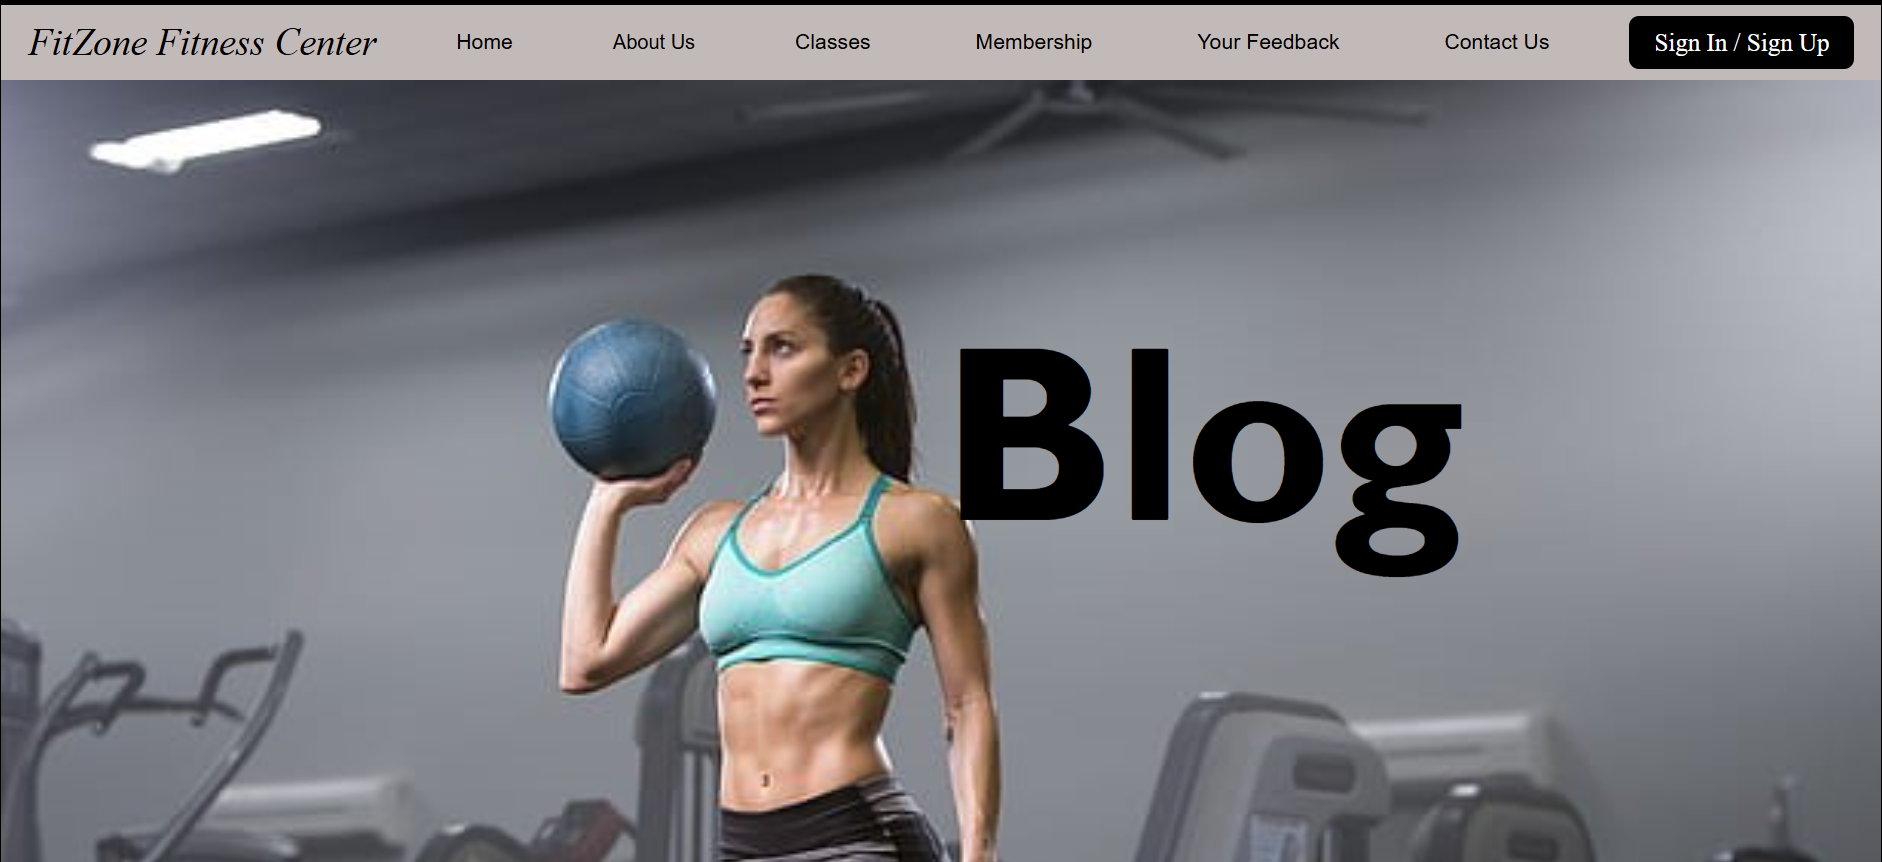 FitZone Fitness Center
Home
About Us
Classes
Membership
Your Feedback
Contact Us
Sign In / Sign Up
Blog